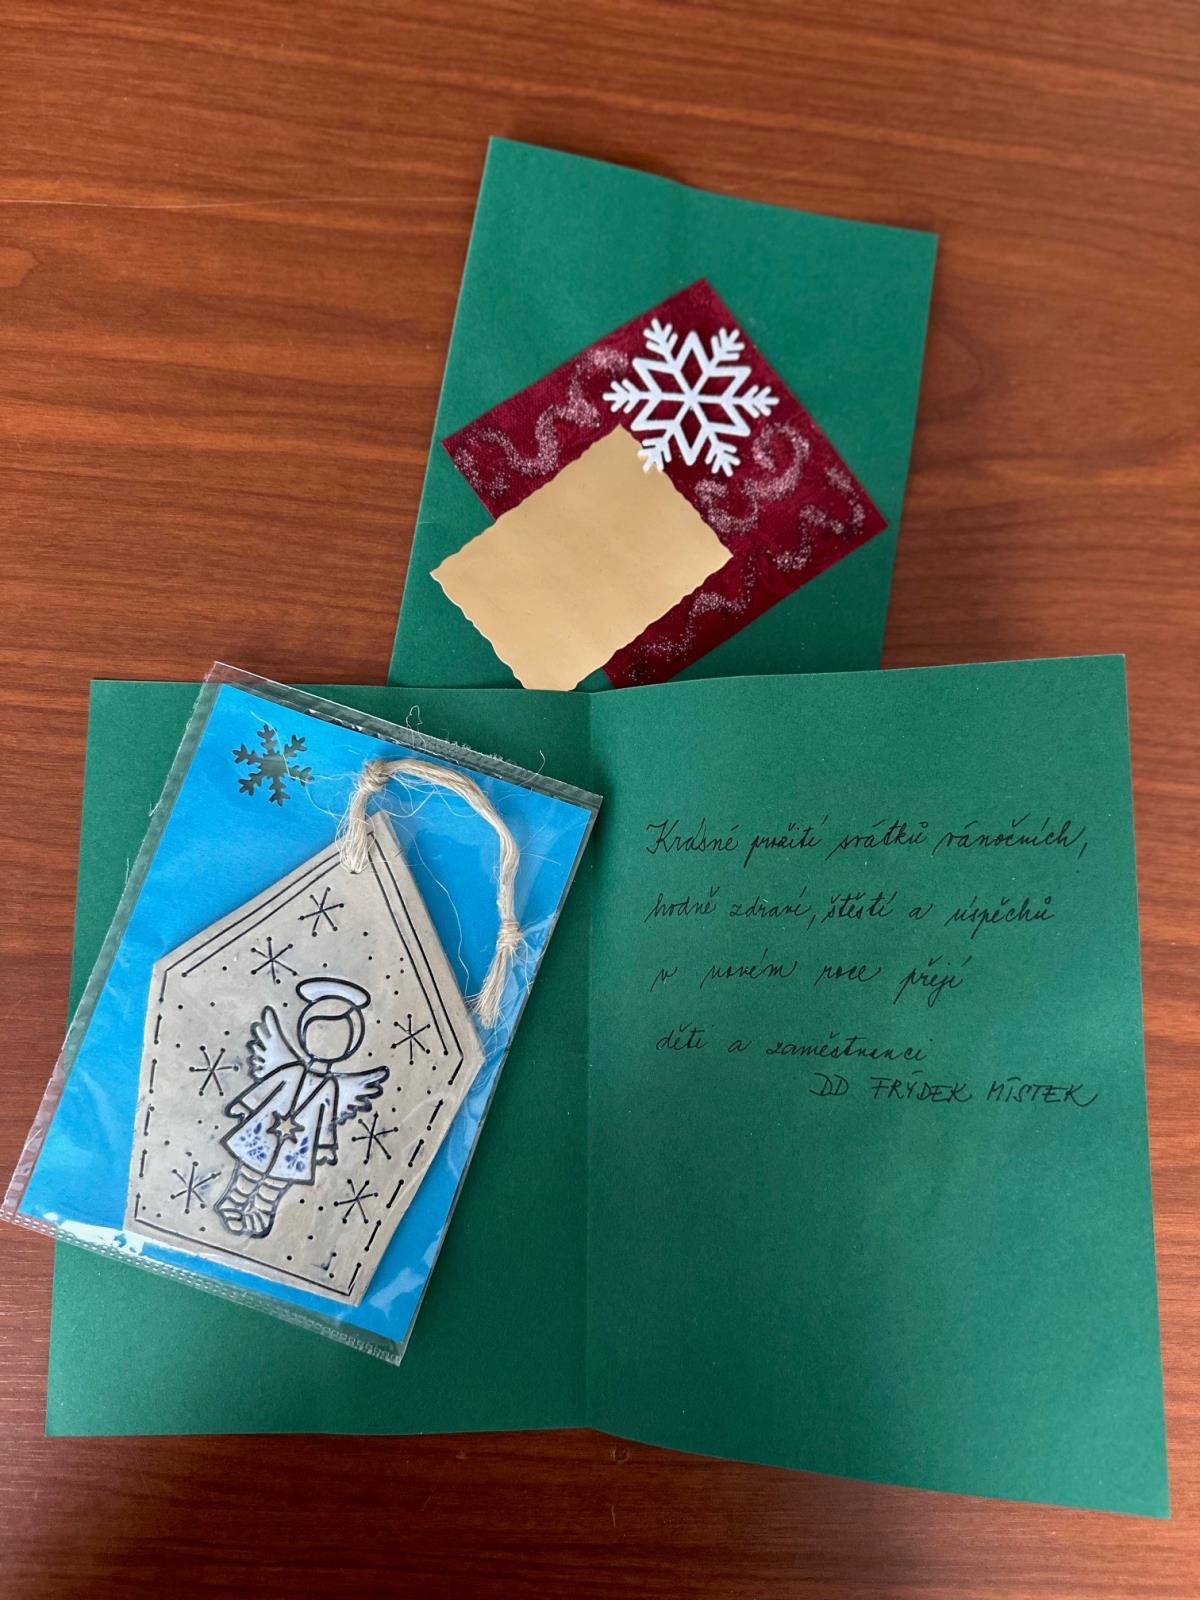 Krásné prožití svátků vánočních,
hodně zdraví, štěstí a úspěchů
v novém roce přejí
děti a zaměstnanci
DD FRÝDEK MÍSTEK